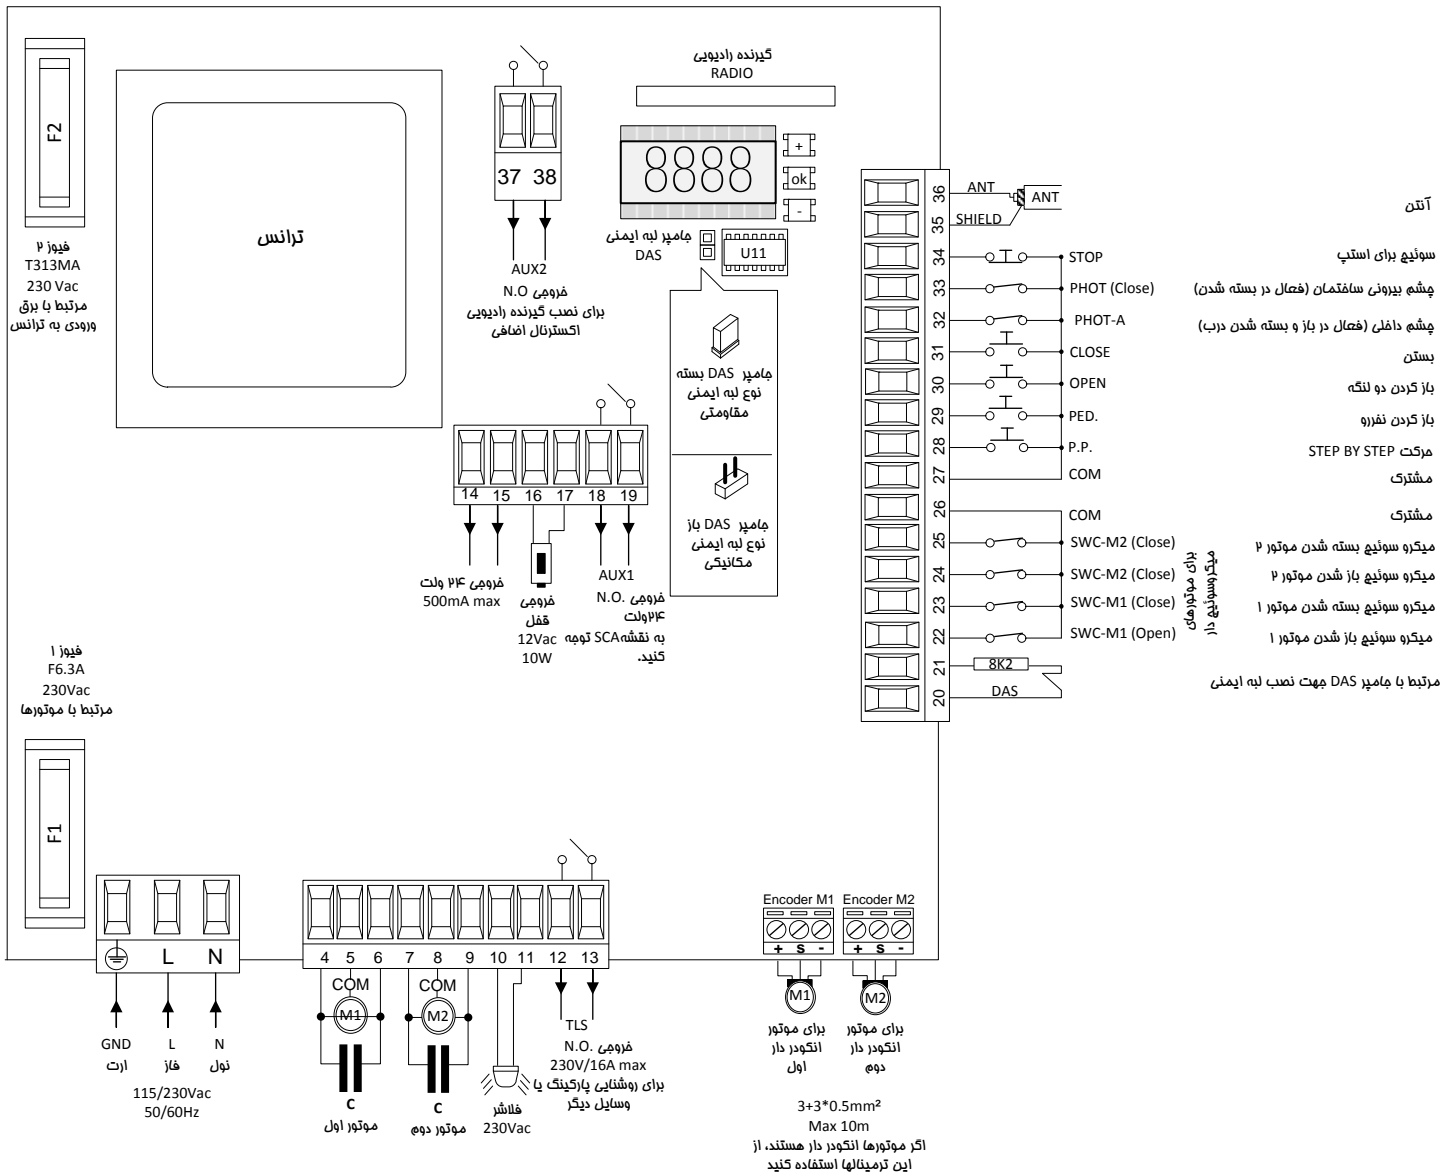 F2
فیوز ۲
T313MA
230 Vac
مرتبط با برق
ورودی به ترانس
ترانس
37 38
AUX2
خروجی N.O
برای نصب گیرنده رادیویی
اکسترنال اضافی
گیرنده رادیویی
RADIO
8888
+
ok
-
جامپر لبه ایمنی
DAS
U11
جامپر DAS بسته
نوع لبه ایمنی
مقاومتی
جامپر DAS باز
نوع لبه ایمنی
مکانیکی
14 15 16 17 18 19
خروجی ۲۴ ولت
500mA max
خروجی
قفل
12Vac
10W
AUX1
خروجی N.O.
۲۴ولت
به نقشهSCA توجه
کنید.
36 ANT ANT آنتن
35 SHIELD
34 STOP سوئیچ برای استپ
33 PHOT (Close) چشم بیرونی ساختمان (فعال در بسته شدن)
32 PHOT-A چشم داخلی (فعال در باز و بسته شدن درب)
31 CLOSE بستن
30 OPEN باز کردن دو لنگه
29 PED. باز کردن نفررو
28 P.P. حرکت STEP BY STEP
27 COM مشترک
26 COM مشترک
25 SWC-M2 (Close) میکرو سوئیچ بسته شدن موتور ۲
24 SWC-M2 (Close) میکرو سوئیچ باز شدن موتور ۲
23 SWC-M1 (Close) میکرو سوئیچ بسته شدن موتور ۱
22 SWC-M1 (Open) میکرو سوئیچ باز شدن موتور ۱
برای موتورهای
میکروسوئیچ دار
21 8K2
20 DAS
مرتبط با جامپر DAS جهت نصب لبه ایمنی
فیوز ۱
F6.3A
230Vac
مرتبط با موتورها
F1
L N
GND L N
ارت فاز نول
115/230Vac
50/60Hz
4 5 6 7 8 9 10 11 12 13
COM
M1
C
موتور اول
COM
M2
C
موتور دوم
فلاشر
230Vac
TLS
خروجی N.O.
230V/16A max
برای روشنایی پارکینگ یا
وسایل دیگر
Encoder M1 Encoder M2
+ S - + S -
M1 M2
برای موتور
انکودر دار
اول
برای موتور
انکودر دار
دوم
3+3*0.5mm²
Max 10m
اگر موتورها انکودر دار هستند، از
این ترمینالها استفاده کنید